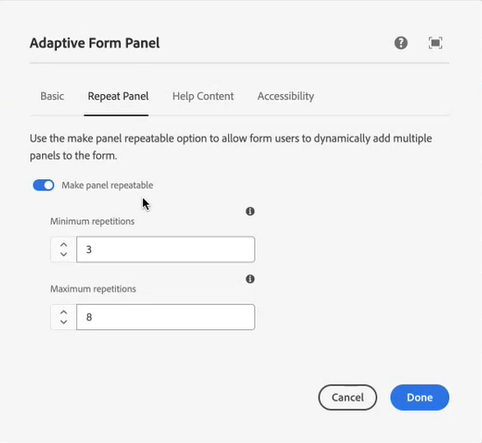 Adaptive Form Panel
Basic Repeat Panel Help Content Accessibility
Use the make panel repeatable option to allow form users to dynamically add multiple
panels to the form.
Make panel repeatable
Minimum repetitions
3
Maximum repetitions
8
Cancel Done